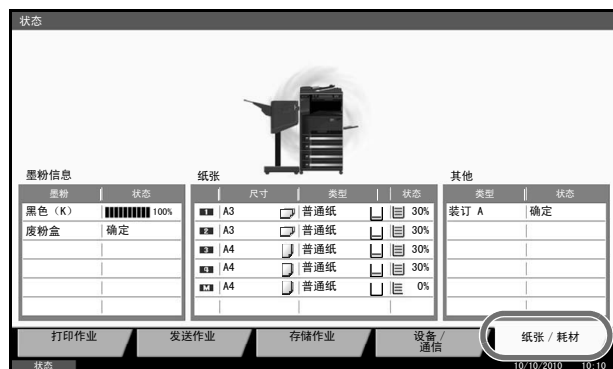 状态
墨粉信息
墨粉 状态
黑色（K） 100%
废粉盒 确定
纸张
尺寸 类型 状态
1 A3 普通纸 30%
2 A3 普通纸 30%
3 A4 普通纸 30%
4 A4 普通纸 30%
M A4 普通纸 0%
其他
类型 状态
装订 A 确定
打印作业 发送作业 存储作业 设备 / 通信 纸张 / 耗材
状态 10/10/2010 10:10